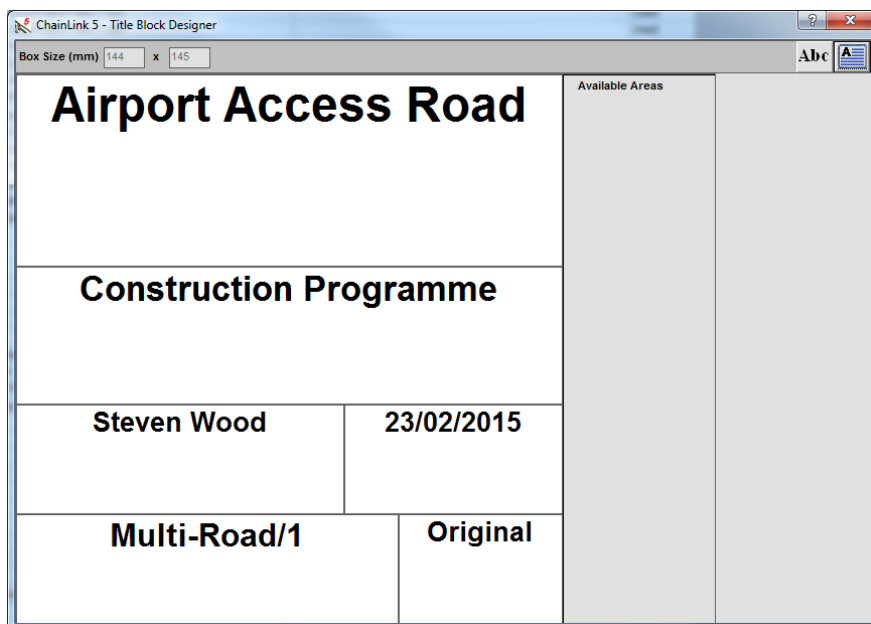 ChainLink 5 - Title Block Designer
Box Size (mm) 144 x 145
Abc
A
Airport Access Road
Available Areas
Construction Programme
Steven Wood
23/02/2015
Multi-Road/1
Original